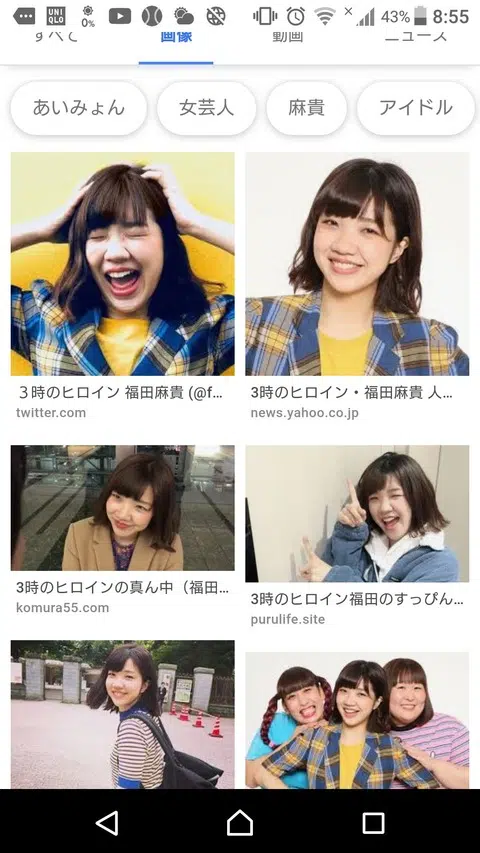 UNI
QLO
0%
43%
8:55
すべて
画像
動画
ニュース
あいみょん
女芸人
麻貴
アイドル
３時のヒロイン 福田麻貴 (@f...
twitter.com
3時のヒロイン・福田麻貴 人...
news.yahoo.co.jp
3時のヒロインの真ん中（福田...
komura55.com
3時のヒロイン福田のすっぴん...
purulife.site